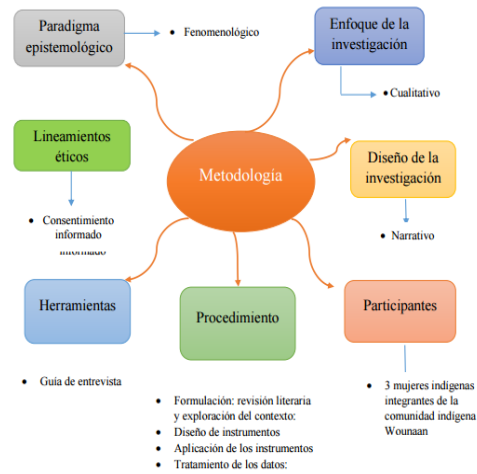 Paradigma
epistemológico
• Fenomenológico
Enfoque de la
investigación
• Cualitativo
Lineamientos
éticos
• Consentimiento
informado
informado
Metodología
Diseño de la
investigación
• Narrativo
Herramientas
• Guía de entrevista
Procedimiento
• Formulación: revisión literaria
y exploración del contexto:
• Diseño de instrumentos
• Aplicación de los instrumentos
• Tratamiento de los datos:
Participantes
• 3 mujeres indígenas
integrantes de la
comunidad indígena
Wounaan